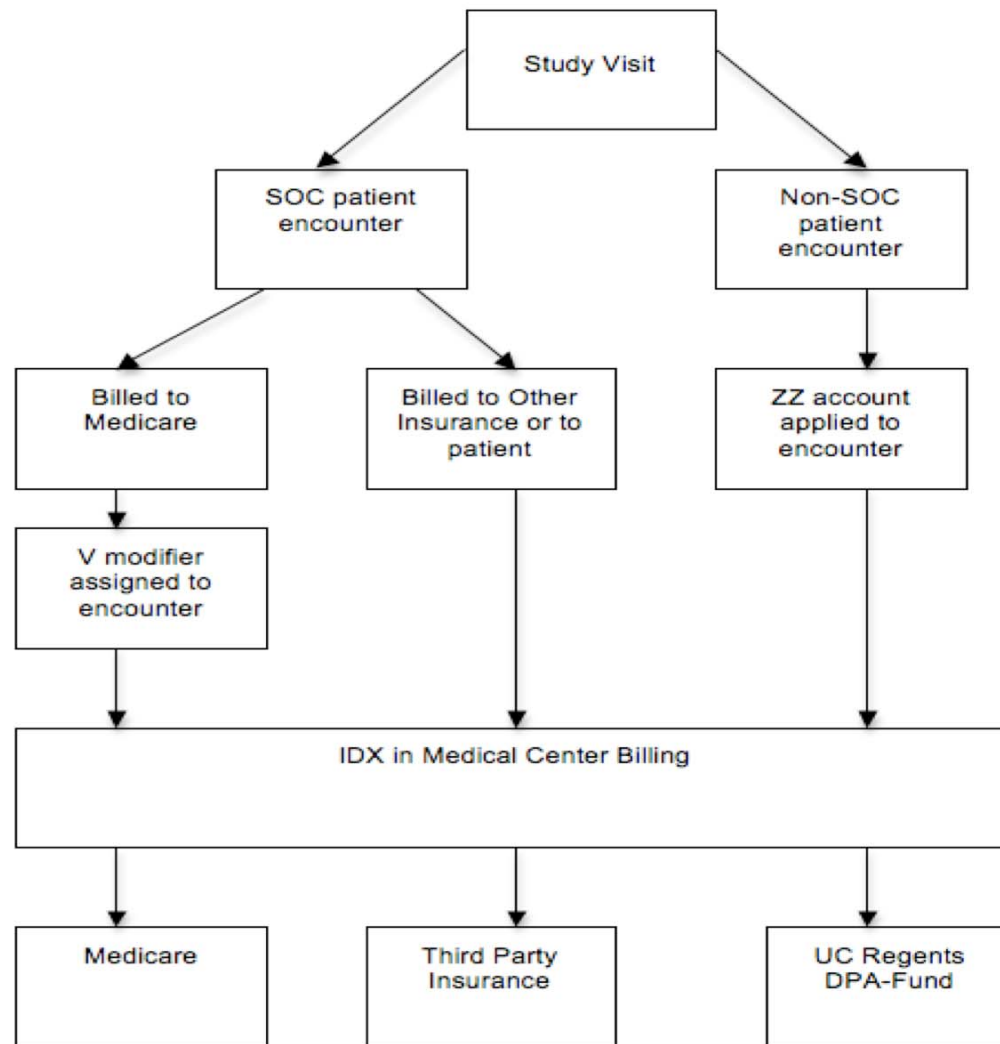 Study Visit
SOC patient
encounter
Non-SOC
patient
encounter
Billed to
Medicare
Billed to Other
Insurance or to
patient
ZZ account
applied to
encounter
V modifier
assigned to
encounter
IDX in Medical Center Billing
Medicare
Third Party
Insurance
UC Regents
DPA-Fund